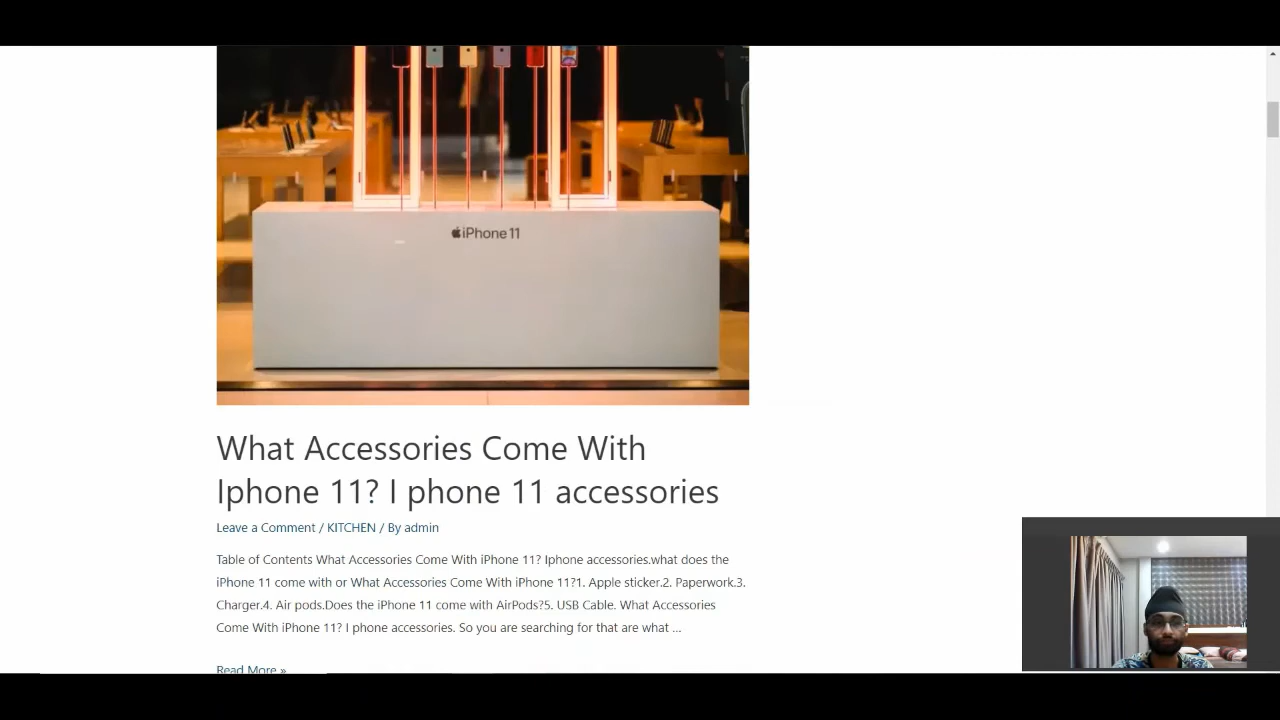 iPhone 11
What Accessories Come With
Iphone 11? I phone 11 accessories
Leave a Comment / KITCHEN / By admin
Table of Contents What Accessories Come With iPhone 11? Iphone accessories.what does the
iPhone 11 come with or What Accessories Come With iPhone 11?1. Apple sticker.2. Paperwork.3.
Charger.4. Air pods.Does the iPhone 11 come with AirPods?5. USB Cable. What Accessories
Come With iPhone 11? I phone accessories. So you are searching for that are what ...
Read More »